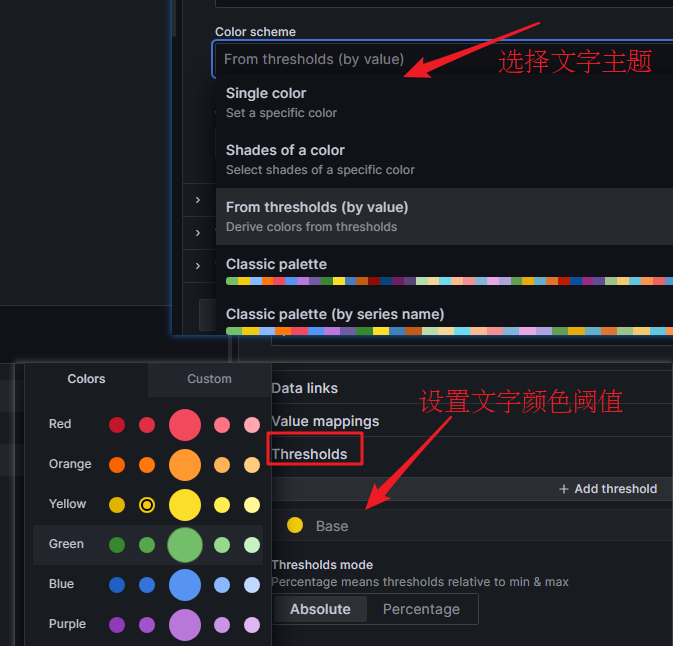 Color scheme
From thresholds (by value)
选择文字主题
Single color
Set a specific color
Shades of a color
Select shades of a specific color
From thresholds (by value)
Derive colors from thresholds
Classic palette
Classic palette (by series name)
Colors
Custom
Red
Orange
Yellow
Green
Blue
Purple
Data links
设置文字颜色阈值
Value mappings
Thresholds
+ Add threshold
Base
Thresholds mode
Percentage means thresholds relative to min & max
Absolute
Percentage